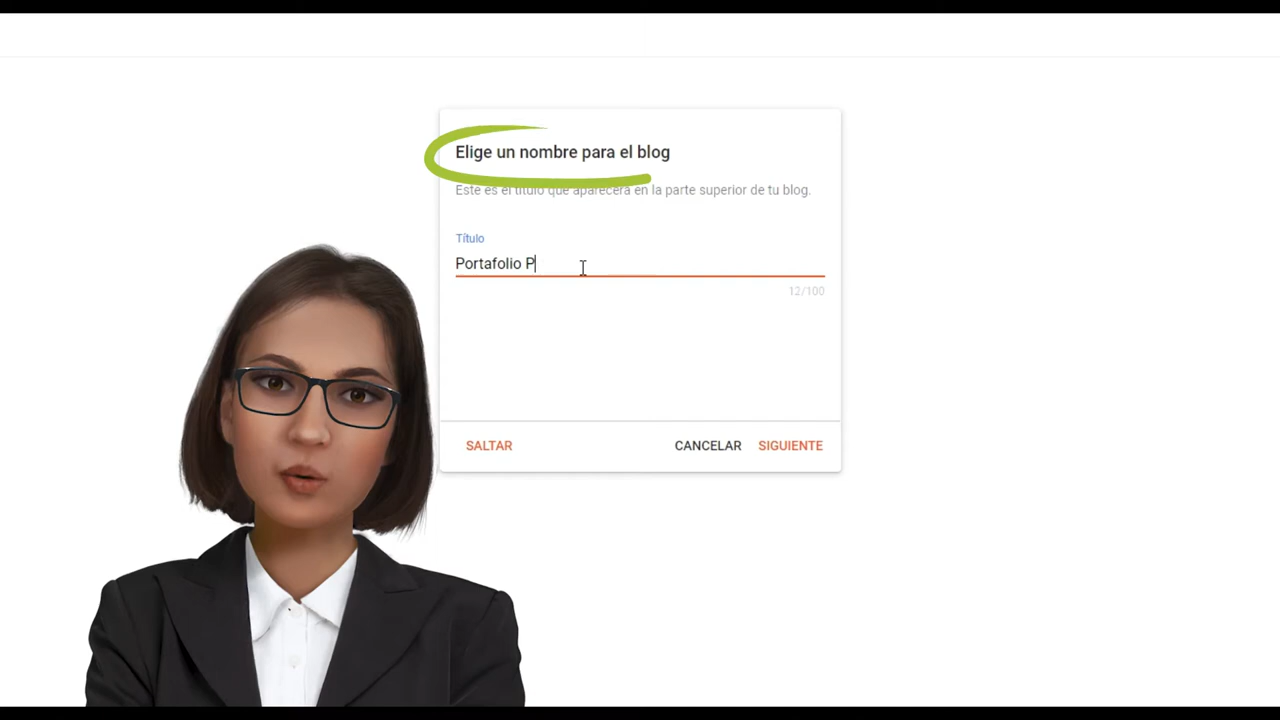 Elige un nombre para el blog
Este es el título que aparecerá en la parte superior de tu blog.
Título
Portafolio P
12/100
SALTAR CANCELAR SIGUIENTE